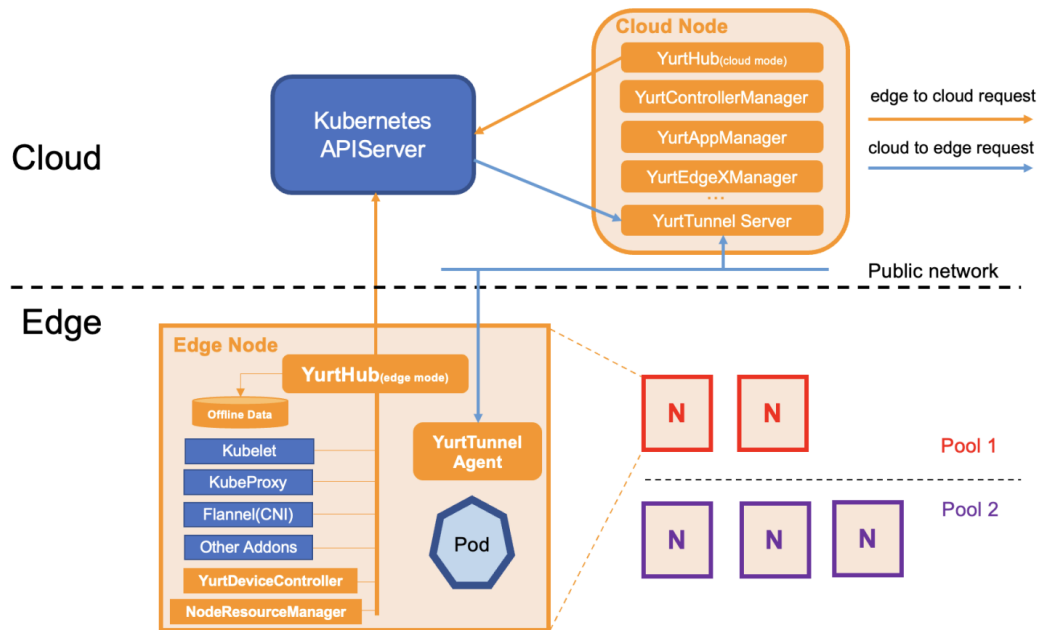 Cloud
Kubernetes
APIServer
Cloud Node
YurtHub(cloud mode)
YurtControllerManager
YurtAppManager
YurtEdgeXManager
...
YurtTunnel Server
edge to cloud request
cloud to edge request
Public network
Edge
Edge Node
YurtHub(edge mode)
Offline Data
Kubelet
KubeProxy
Flannel(CNI)
Other Addons
YurtDeviceController
NodeResourceManager
YurtTunnel
Agent
Pod
N
N
Pool 1
Pool 2
N
N
N